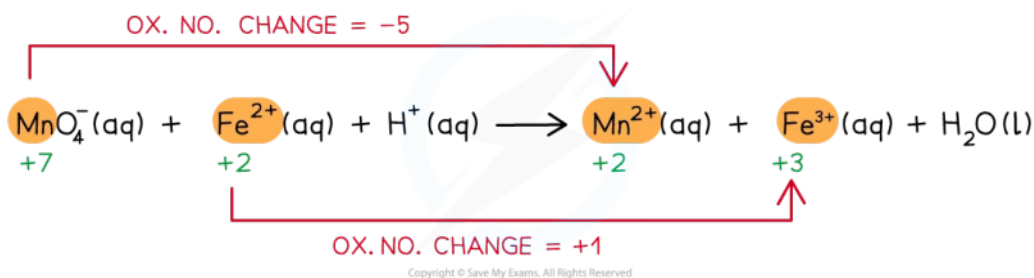 OX. NO. CHANGE = −5
MnO₄⁻(aq) + Fe²⁺(aq) + H⁺(aq) ⟶ Mn²⁺(aq) + Fe³⁺(aq) + H₂O(l)
+7 +2 +2 +3
OX. NO. CHANGE = +1
Copyright © Save My Exams. All Rights Reserved